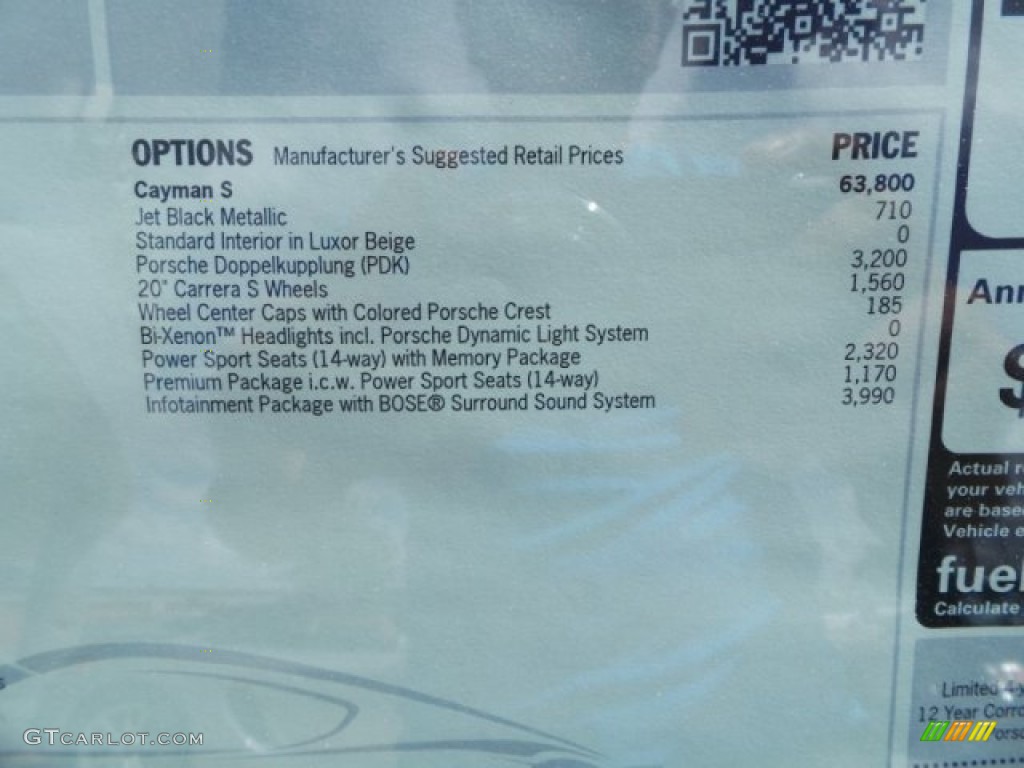 OPTIONS Manufacturer's Suggested Retail Prices PRICE
Cayman S 63,800
Jet Black Metallic 710
Standard Interior in Luxor Beige 0
Porsche Doppelkupplung (PDK) 3,200
20" Carrera S Wheels 1,560
Wheel Center Caps with Colored Porsche Crest 185
Bi-Xenon™ Headlights incl. Porsche Dynamic Light System 0
Power Sport Seats (14-way) with Memory Package 2,320
Premium Package i.c.w. Power Sport Seats (14-way) 1,170
Infotainment Package with BOSE® Surround Sound System 3,990
Ann
$
Actual r
your veh
are base
Vehicle e
fuel
Calculate
Limited
12 Year Corro
Pors
GTCARLOT.COM